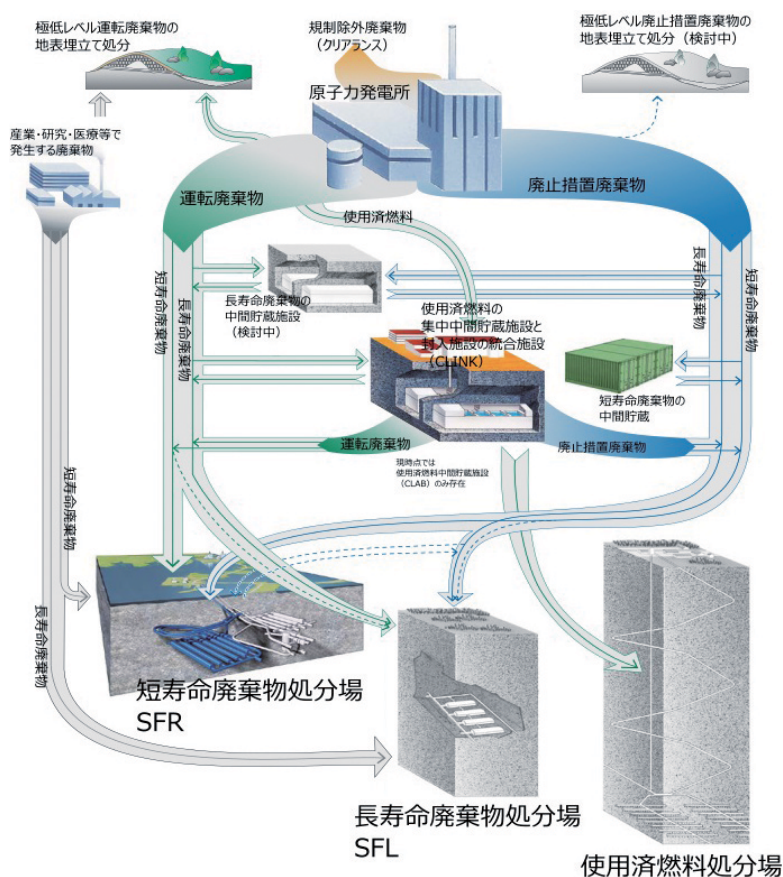 極低レベル運転廃棄物の
地表埋立て処分
規制除外廃棄物
(クリアランス)
極低レベル廃止措置廃棄物の
地表埋立て処分(検討中)
原子力発電所
産業・研究・医療等で
発生する廃棄物
運転廃棄物
廃止措置廃棄物
使用済燃料
短寿命廃棄物
長寿命廃棄物
長寿命廃棄物の
中間貯蔵施設
(検討中)
使用済燃料の
集中中間貯蔵施設と
封入施設の統合施設
(CLINK)
長寿命廃棄物
短寿命廃棄物
短寿命廃棄物の
中間貯蔵
運転廃棄物
廃止措置廃棄物
現時点では
使用済燃料中間貯蔵施設
(CLAB)のみ存在
短寿命廃棄物
長寿命廃棄物
短寿命廃棄物処分場
SFR
長寿命廃棄物処分場
SFL
使用済燃料処分場